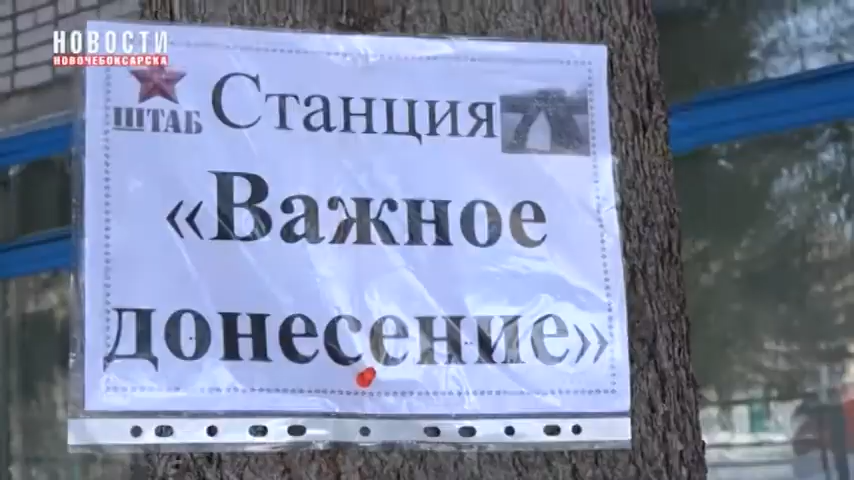 НОВОСТИ
НОВОЧЕБОКСАРСКА
ШТАБ
Станция
«Важное
донесение»